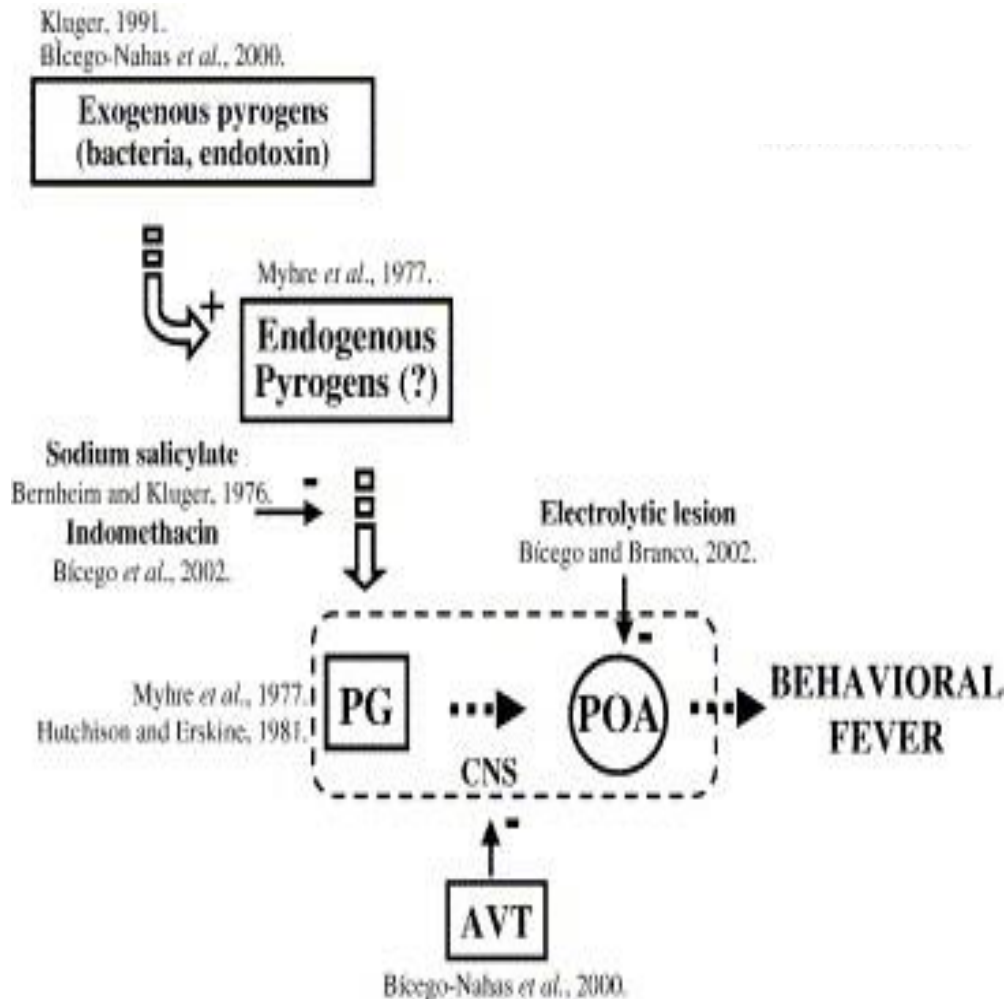 Kluger, 1991.
Bìcego-Nahas et al., 2000.
Exogenous pyrogens
(bacteria, endotoxin)
+
Myhre et al., 1977.
Endogenous
Pyrogens (?)
Sodium salicylate
-
Bernheim and Kluger, 1976.
Indomethacin
Bícego et al., 2002.
Electrolytic lesion
Bícego and Branco, 2002.
-
Myhre et al., 1977.
Hutchison and Erskine, 1981.
PG
POA
CNS
BEHAVIORAL
FEVER
-
AVT
Bícego-Nahas et al., 2000.